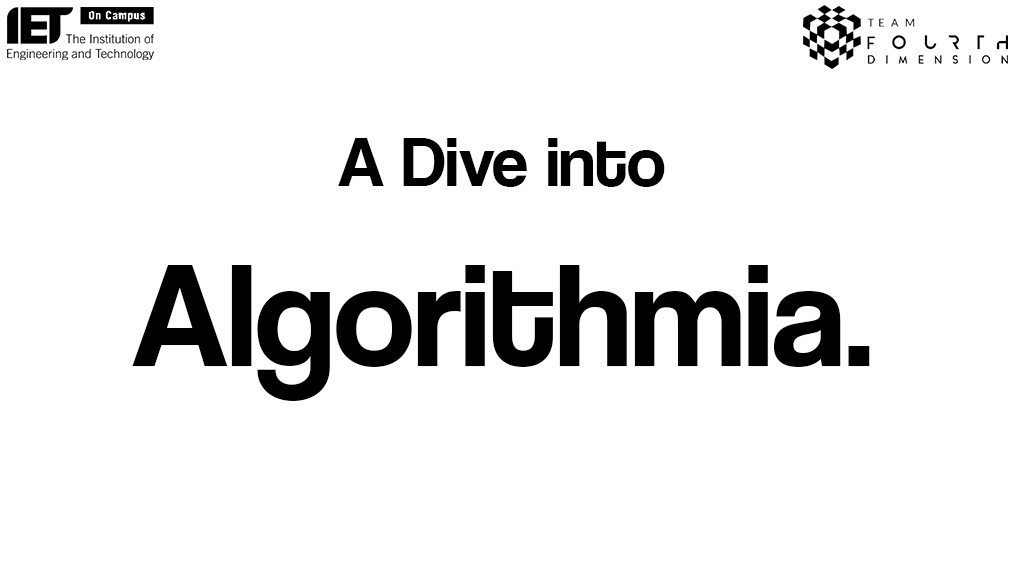 IET On Campus
The Institution of
Engineering and Technology
TEAM
FOURTH
DIMENSION
A Dive into
Algorithmia.